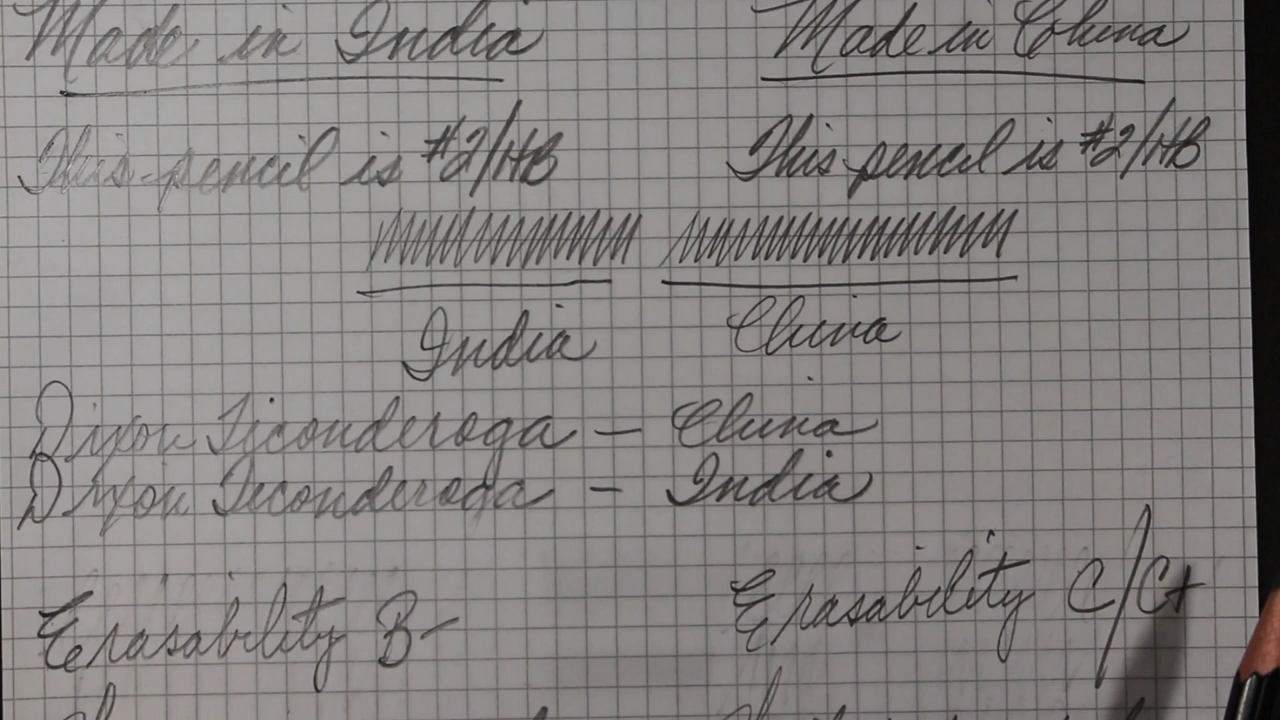 Made in India Made in China
This pencil is #2/HB This pencil is #2/HB
India China
Dixon Ticonderoga – China
Dixon Ticonderoga – India
Erasability B- Erasability C/C+